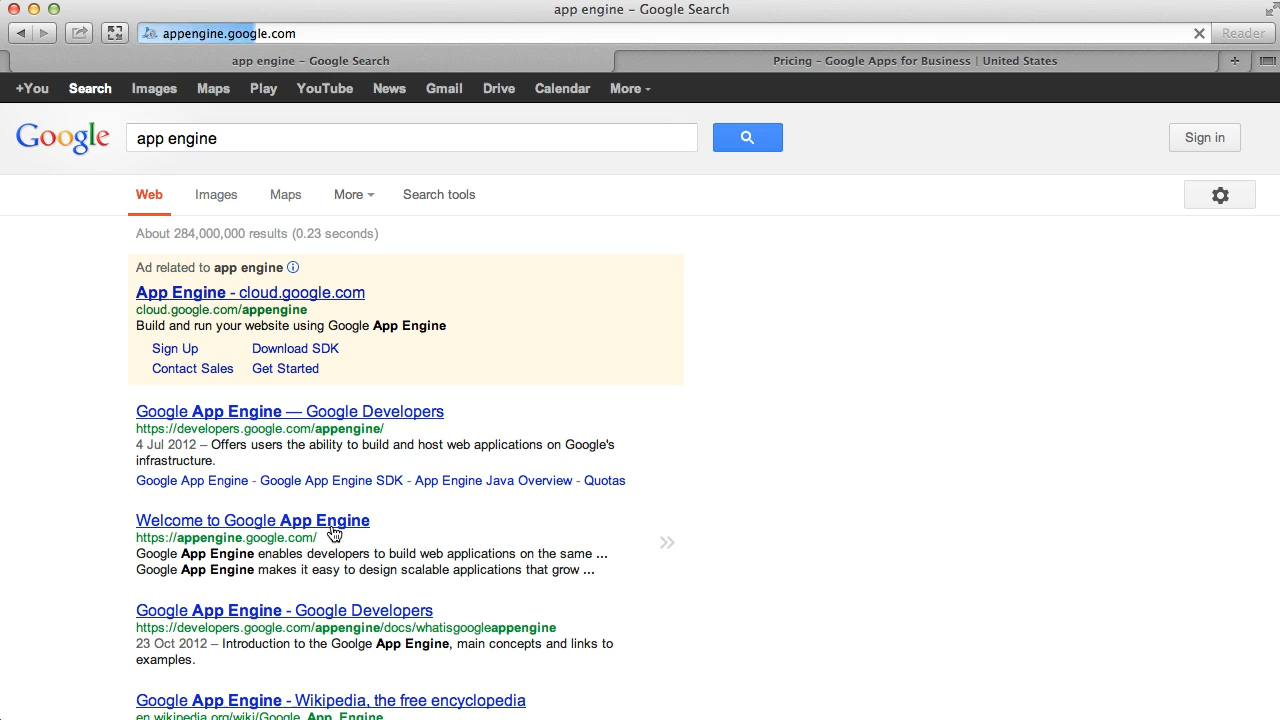 app engine – Google Search
appengine.google.com
Reader
app engine – Google Search
Pricing – Google Apps for Business | United States
+You Search Images Maps Play YouTube News Gmail Drive Calendar More
Google
app engine
Sign in
Web Images Maps More Search tools
About 284,000,000 results (0.23 seconds)
Ad related to app engine
App Engine - cloud.google.com
cloud.google.com/appengine
Build and run your website using Google App Engine
Sign Up Download SDK
Contact Sales Get Started
Google App Engine — Google Developers
https://developers.google.com/appengine/
4 Jul 2012 – Offers users the ability to build and host web applications on Google's
infrastructure.
Google App Engine - Google App Engine SDK - App Engine Java Overview - Quotas
Welcome to Google App Engine
https://appengine.google.com/
Google App Engine enables developers to build web applications on the same ...
Google App Engine makes it easy to design scalable applications that grow ...
Google App Engine - Google Developers
https://developers.google.com/appengine/docs/whatisgoogleappengine
23 Oct 2012 – Introduction to the Goolge App Engine, main concepts and links to
examples.
Google App Engine - Wikipedia, the free encyclopedia
en.wikipedia.org/wiki/Google_App_Engine